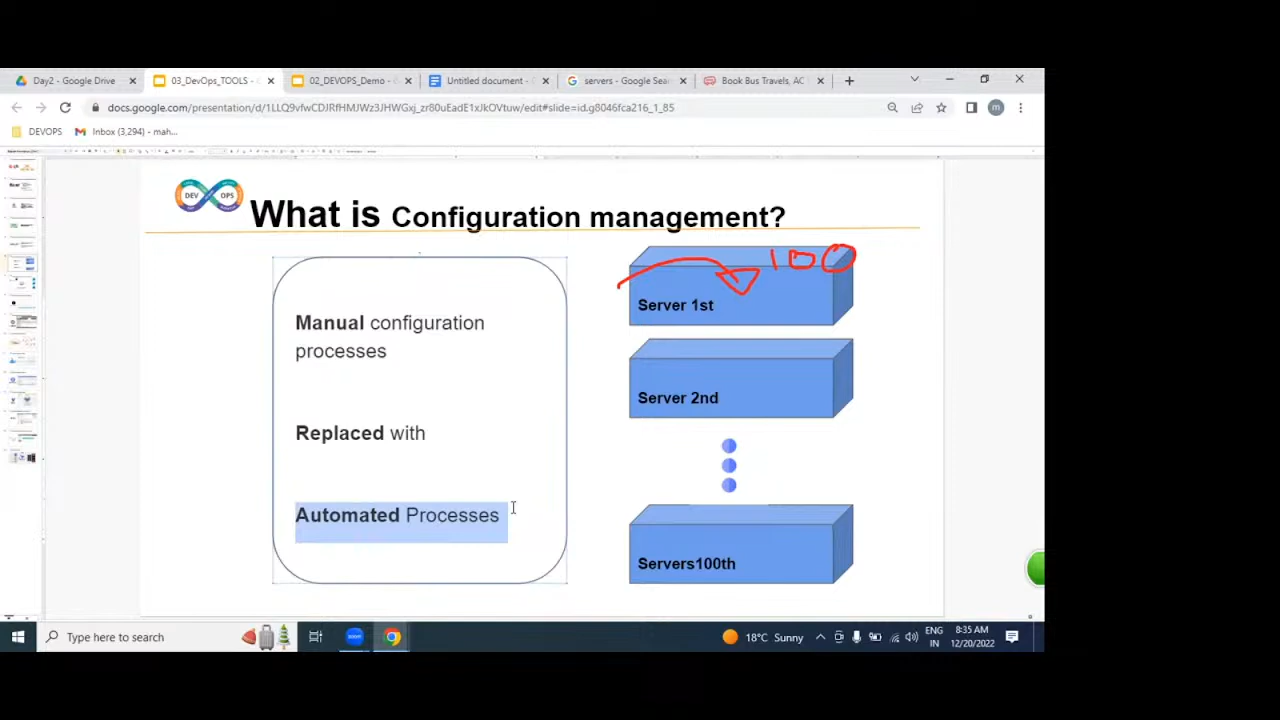 Day2 - Google Drive
03_DevOps_TOOLS -
02_DEVOPS_Demo -
Untitled document -
servers - Google Sea
Book Bus Travels, AC
docs.google.com/presentation/d/1LLQ9vfwCDJRfHMJWz3JHWGxj_zr80uEadE1xJkOVtuw/edit#slide=id.g8046fca216_1_85
m
DEVOPS
Inbox (3,294) - mah...
DEV OPS
What is Configuration management?
100
Manual configuration
processes
Replaced with
Automated Processes
Server 1st
Server 2nd
Servers100th
Type here to search
zoom
18°C Sunny
ENG
IN
8:35 AM
12/20/2022